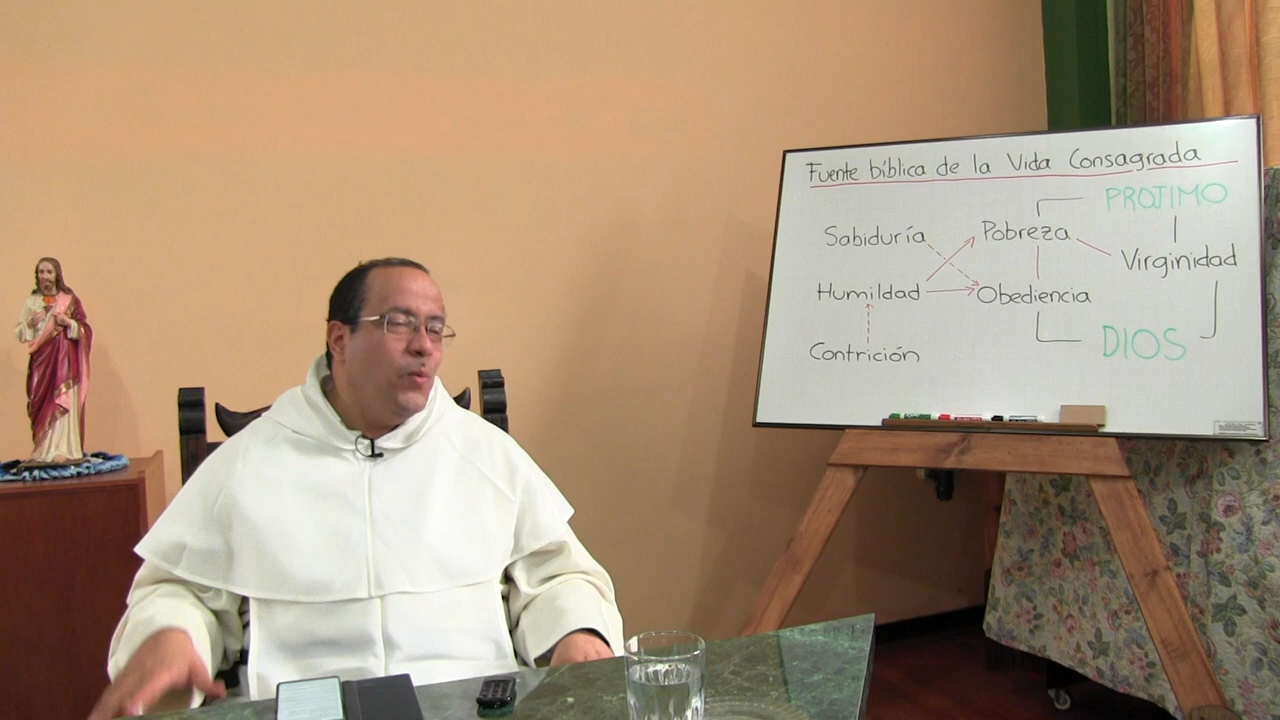 Fuente bíblica de la Vida Consagrada
PROJIMO
Sabiduría Pobreza
Virginidad
Humildad Obediencia
Contrición DIOS